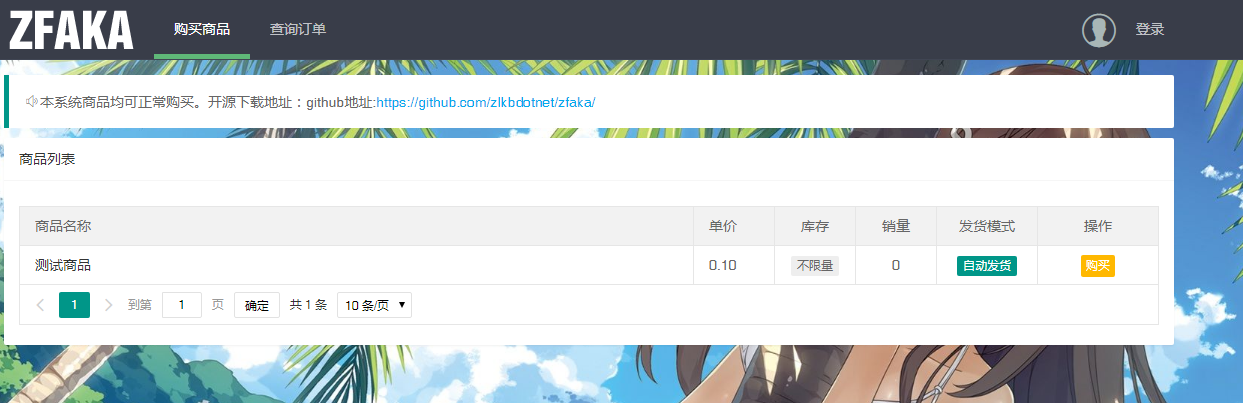 ZFAKA 购买商品 查询订单 登录
本系统商品均可正常购买。开源下载地址：github地址:https://github.com/zlkbdotnet/zfaka/
商品列表
商品名称 单价 库存 销量 发货模式 操作
测试商品 0.10 不限量 0 自动发货 购买
1 到第 1 页 确定 共 1 条 10 条/页